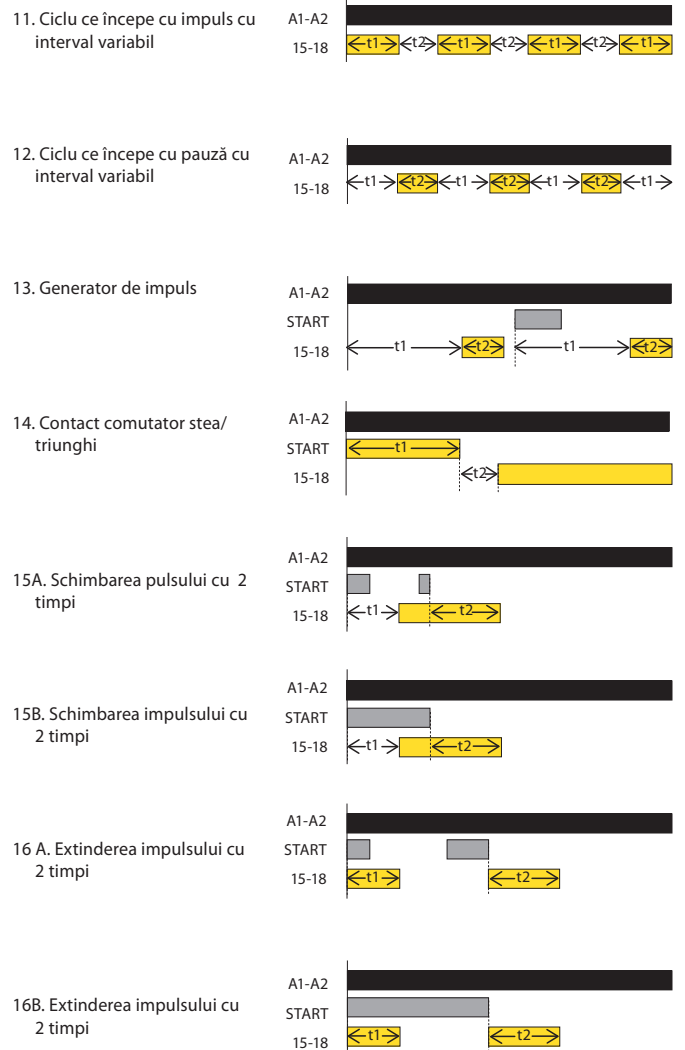 11. Ciclu ce începe cu impuls cu
interval variabil
A1-A2
15-18
t1 t2 t1 t2 t1 t2 t1
12. Ciclu ce începe cu pauză cu
interval variabil
A1-A2
15-18
t1 t2 t1 t2 t1 t2 t1
13. Generator de impuls
A1-A2
START
15-18
t1 t2 t1 t2
14. Contact comutator stea/
triunghi
A1-A2
START
t1
15-18
t2
15A. Schimbarea pulsului cu 2
timpi
A1-A2
START
15-18
t1 t2
15B. Schimbarea impulsului cu
2 timpi
A1-A2
START
15-18
t1 t2
16 A. Extinderea impulsului cu
2 timpi
A1-A2
START
15-18
t1 t2
16B. Extinderea impulsului cu
2 timpi
A1-A2
START
15-18
t1 t2